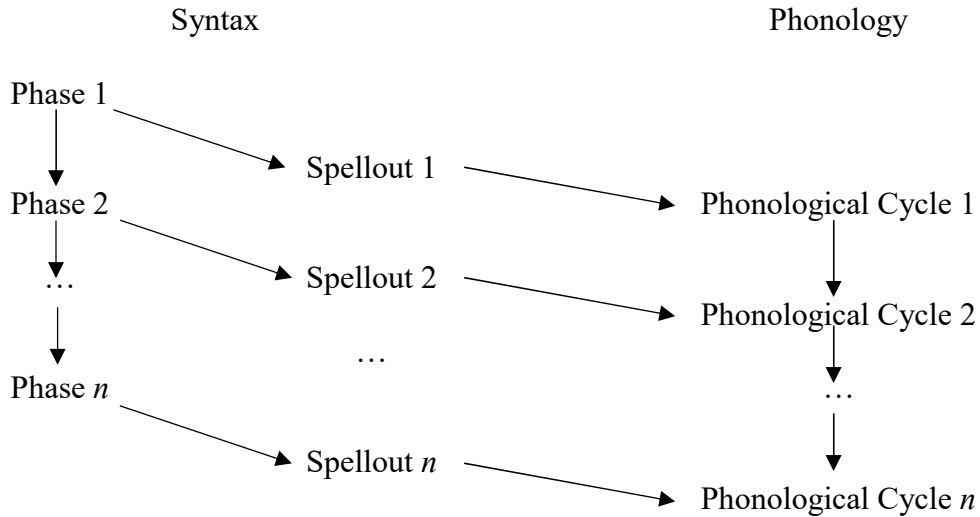 Syntax
Phonology
Phase 1
Spellout 1
Phase 2
Phonological Cycle 1
…
Spellout 2
Phonological Cycle 2
…
Phase n
…
Spellout n
Phonological Cycle n